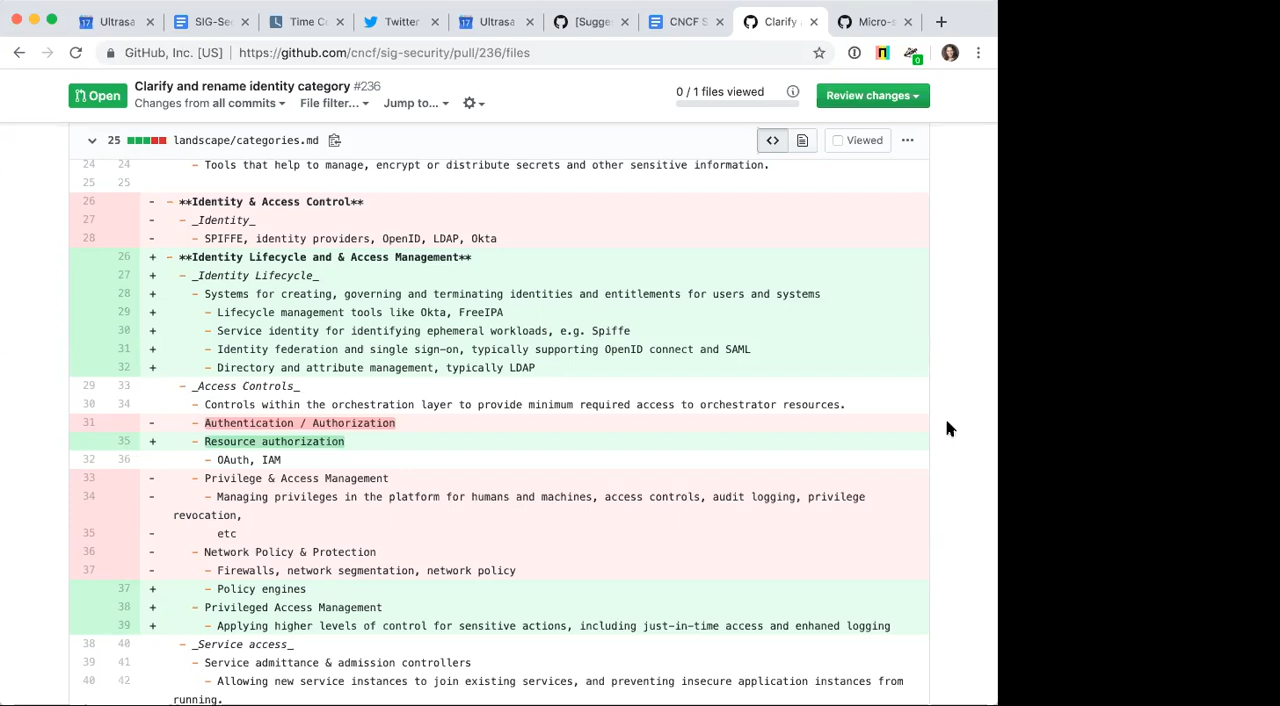 Ultrasa
SIG-Sec
Time Co
Twitter
Ultrasa
[Sugges
CNCF S
Clarify a
Micro-s
GitHub, Inc. [US] https://github.com/cncf/sig-security/pull/236/files
0
Open
Clarify and rename identity category #236
Changes from all commits File filter... Jump to...
0 / 1 files viewed
Review changes
25 landscape/categories.md
Viewed
24 24 - Tools that help to manage, encrypt or distribute secrets and other sensitive information.
25 25
26 - - **Identity & Access Control**
27 - - _Identity_
28 - - SPIFFE, identity providers, OpenID, LDAP, Okta
26 + - **Identity Lifecycle and & Access Management**
27 + - _Identity Lifecycle_
28 + - Systems for creating, governing and terminating identities and entitlements for users and systems
29 + - Lifecycle management tools like Okta, FreeIPA
30 + - Service identity for identifying ephemeral workloads, e.g. Spiffe
31 + - Identity federation and single sign-on, typically supporting OpenID connect and SAML
32 + - Directory and attribute management, typically LDAP
29 33 - _Access Controls_
30 34 - Controls within the orchestration layer to provide minimum required access to orchestrator resources.
31 - - Authentication / Authorization
35 + - Resource authorization
32 36 - OAuth, IAM
33 - - Privilege & Access Management
34 - - Managing privileges in the platform for humans and machines, access controls, audit logging, privilege
revocation,
35 - etc
36 - - Network Policy & Protection
37 - - Firewalls, network segmentation, network policy
37 + - Policy engines
38 + - Privileged Access Management
39 + - Applying higher levels of control for sensitive actions, including just-in-time access and enhaned logging
38 40 - _Service access_
39 41 - Service admittance & admission controllers
40 42 - Allowing new service instances to join existing services, and preventing insecure application instances from
running.